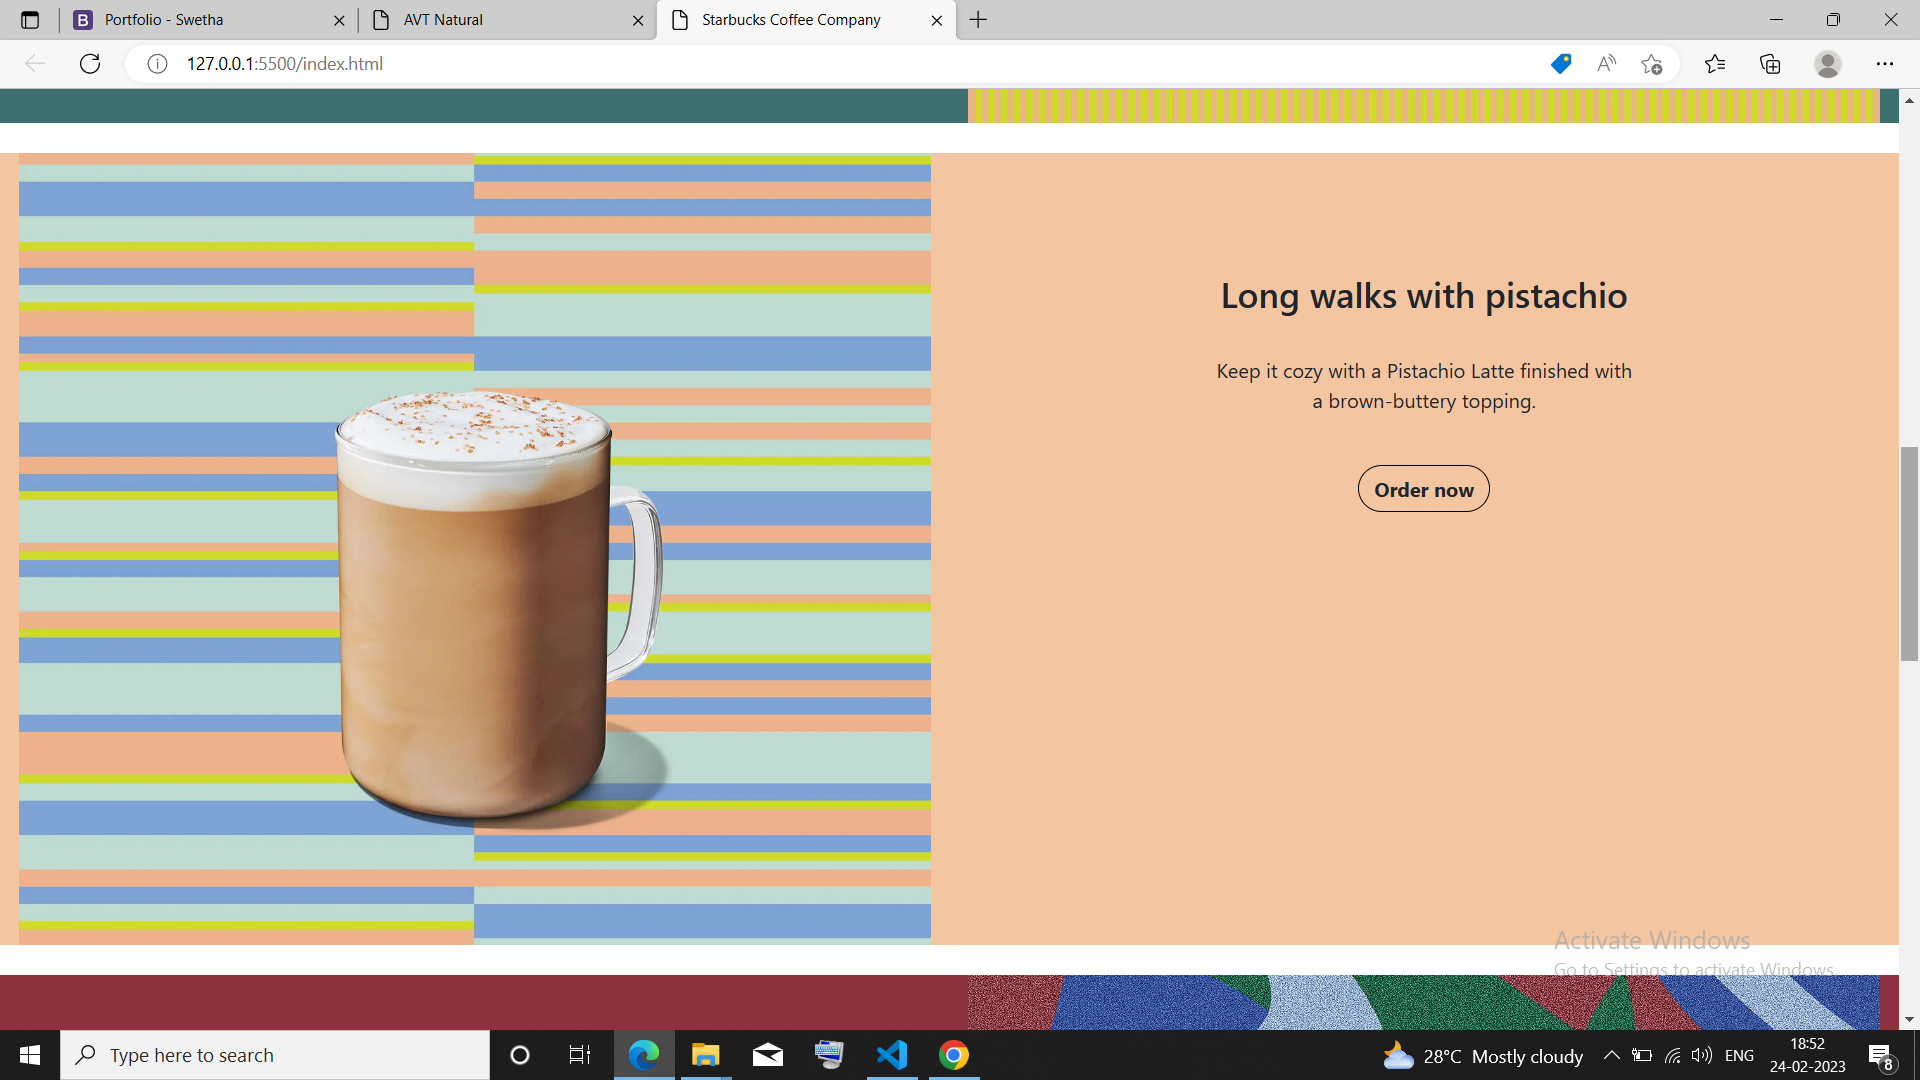 B Portfolio - Swetha
AVT Natural
Starbucks Coffee Company
127.0.0.1:5500/index.html
Long walks with pistachio
Keep it cozy with a Pistachio Latte finished with
a brown-buttery topping.
Order now
Activate Windows
Go to Settings to activate Windows.
Type here to search
28°C Mostly cloudy
ENG
18:52
24-02-2023
8